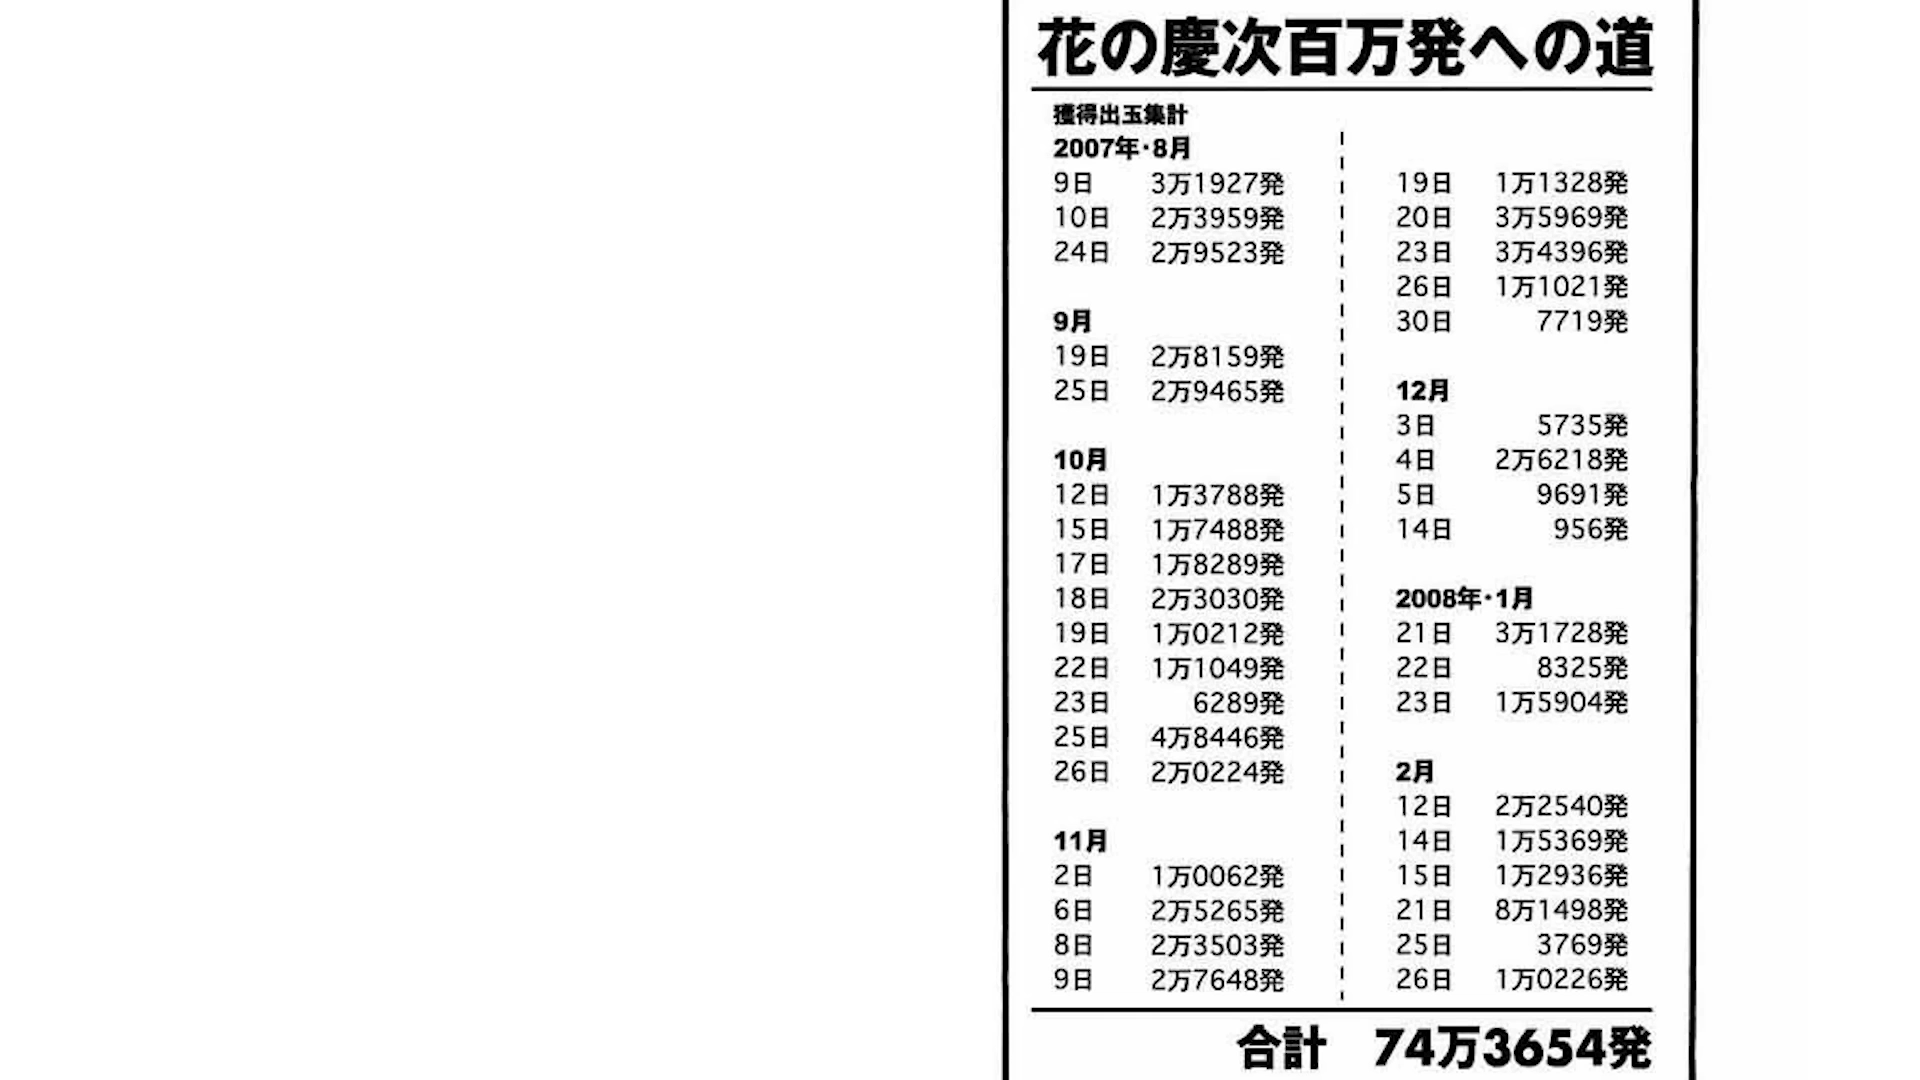 花の慶次百万発への道
獲得出玉集計
2007年・8月
9日 3万1927発
10日 2万3959発
24日 2万9523発
9月
19日 2万8159発
25日 2万9465発
10月
12日 1万3788発
15日 1万7488発
17日 1万8289発
18日 2万3030発
19日 1万0212発
22日 1万1049発
23日 6289発
25日 4万8446発
26日 2万0224発
11月
2日 1万0062発
6日 2万5265発
8日 2万3503発
9日 2万7648発
19日 1万1328発
20日 3万5969発
23日 3万4396発
26日 1万1021発
30日 7719発
12月
3日 5735発
4日 2万6218発
5日 9691発
14日 956発
2008年・1月
21日 3万1728発
22日 8325発
23日 1万5904発
2月
12日 2万2540発
14日 1万5369発
15日 1万2936発
21日 8万1498発
25日 3769発
26日 1万0226発
合計 74万3654発